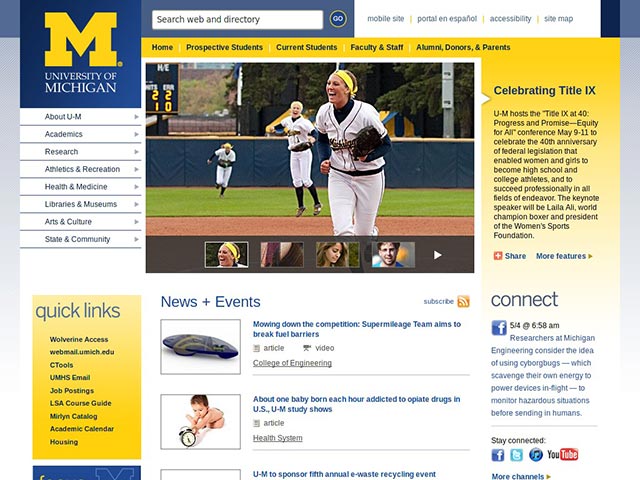 Search web and directory
GO
mobile site | portal en español | accessibility | site map
M
UNIVERSITY OF
MICHIGAN
Home | Prospective Students | Current Students | Faculty & Staff | Alumni, Donors, & Parents
About U-M
Academics
Research
Athletics & Recreation
Health & Medicine
Libraries & Museums
Arts & Culture
State & Community
Celebrating Title IX
U-M hosts the "Title IX at 40:
Progress and Promise—Equity
for All" conference May 9-11 to
celebrate the 40th anniversary
of federal legislation that
enabled women and girls to
become high school and
college athletes, and to
succeed professionally in all
fields of endeavor. The keynote
speaker will be Laila Ali, world
champion boxer and president
of the Women's Sports
Foundation.
Share More features
quick links
Wolverine Access
webmail.umich.edu
CTools
UMHS Email
Job Postings
LSA Course Guide
Mirlyn Catalog
Academic Calendar
Housing
News + Events
subscribe
Mowing down the competition: Supermileage Team aims to
break fuel barriers
article video
College of Engineering
About one baby born each hour addicted to opiate drugs in
U.S., U-M study shows
article
Health System
U-M to sponsor fifth annual e-waste recycling event
connect
5/4 @ 6:58 am
Researchers at Michigan
Engineering consider the idea
of using cyborgbugs — which
scavenge their own energy to
power devices in-flight — to
monitor hazardous situations
before sending in humans.
Stay connected:
YouTube
More channels